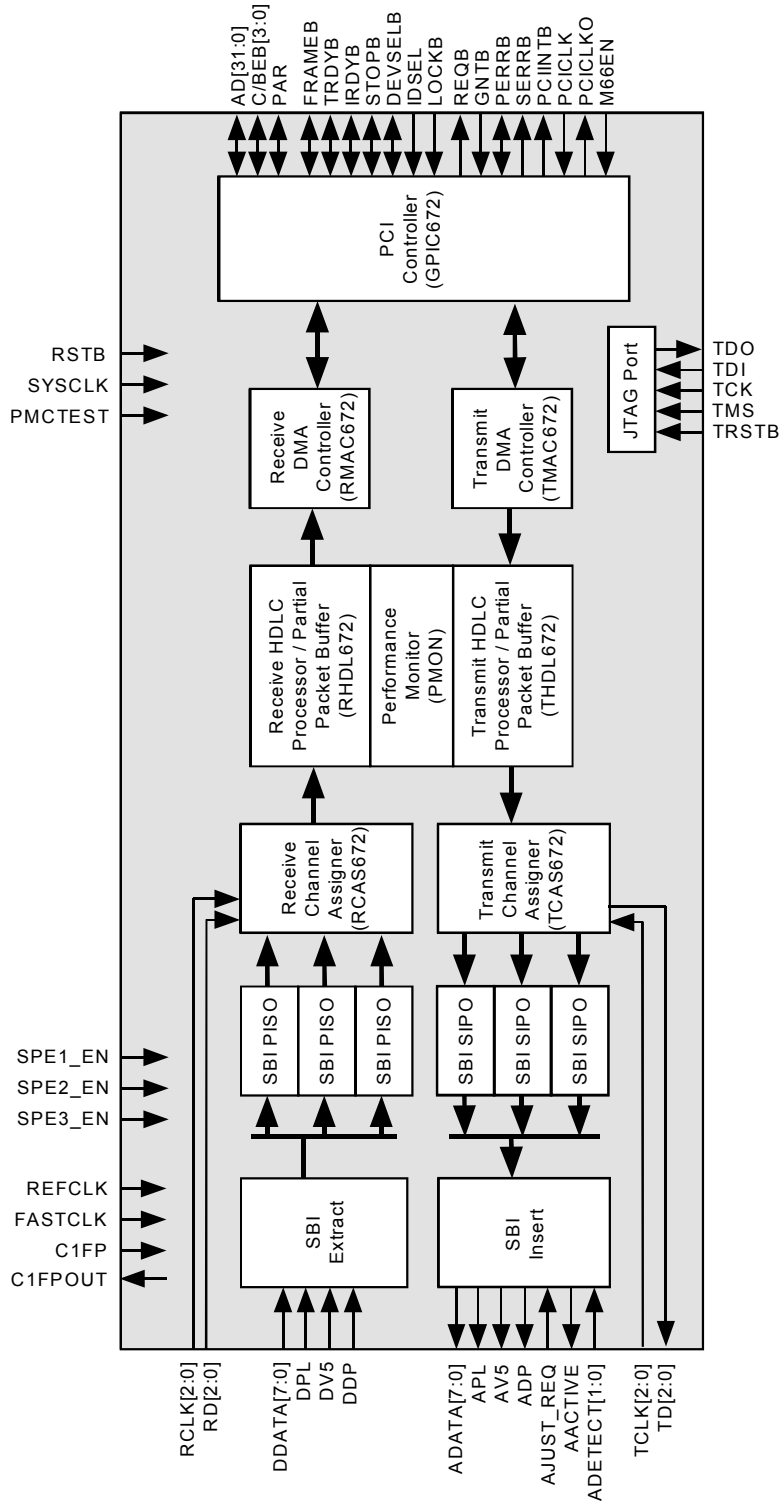 AD[31:0]
C/BEB[3:0]
PAR
FRAMEB
TRDYB
IRDYB
STOPB
DEVSELB
IDSEL
LOCKB
REQB
GNTB
PERRB
SERRB
PCIINTB
PCICLK
PCICLKO
M66EN
PCI
Controller
(GPIC672)
RSTB
SYSCLK
PMCTEST
Receive
DMA
Controller
(RMAC672)
Transmit
DMA
Controller
(TMAC672)
JTAG Port
TDO
TDI
TCK
TMS
TRSTB
Receive HDLC
Processor / Partial
Packet Buffer
(RHDL672)
Performance
Monitor
(PMON)
Transmit HDLC
Processor / Partial
Packet Buffer
(THDL672)
Receive
Channel
Assigner
(RCAS672)
Transmit
Channel
Assigner
(TCAS672)
SBI PISO
SBI PISO
SBI PISO
SBI SIPO
SBI SIPO
SBI SIPO
SPE1_EN
SPE2_EN
SPE3_EN
REFCLK
FASTCLK
C1FP
C1FPOUT
SBI
Extract
SBI
Insert
RCLK[2:0]
RD[2:0]
DDATA[7:0]
DPL
DV5
DDP
ADATA[7:0]
APL
AV5
ADP
AJUST_REQ
AACTIVE
ADETECT[1:0]
TCLK[2:0]
TD[2:0]